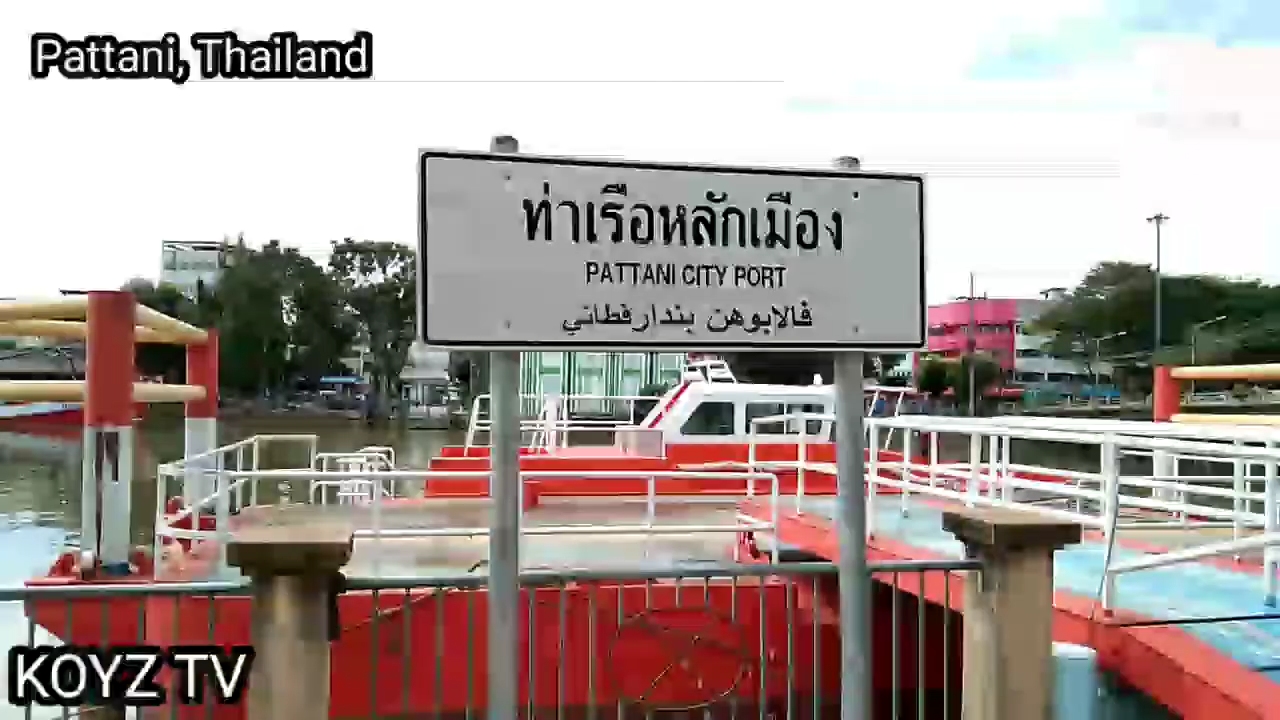 Pattani, Thailand
ท่าเรือหลักเมือง
PATTANI CITY PORT
فالابوهن بندارفطاني
KOYZ TV